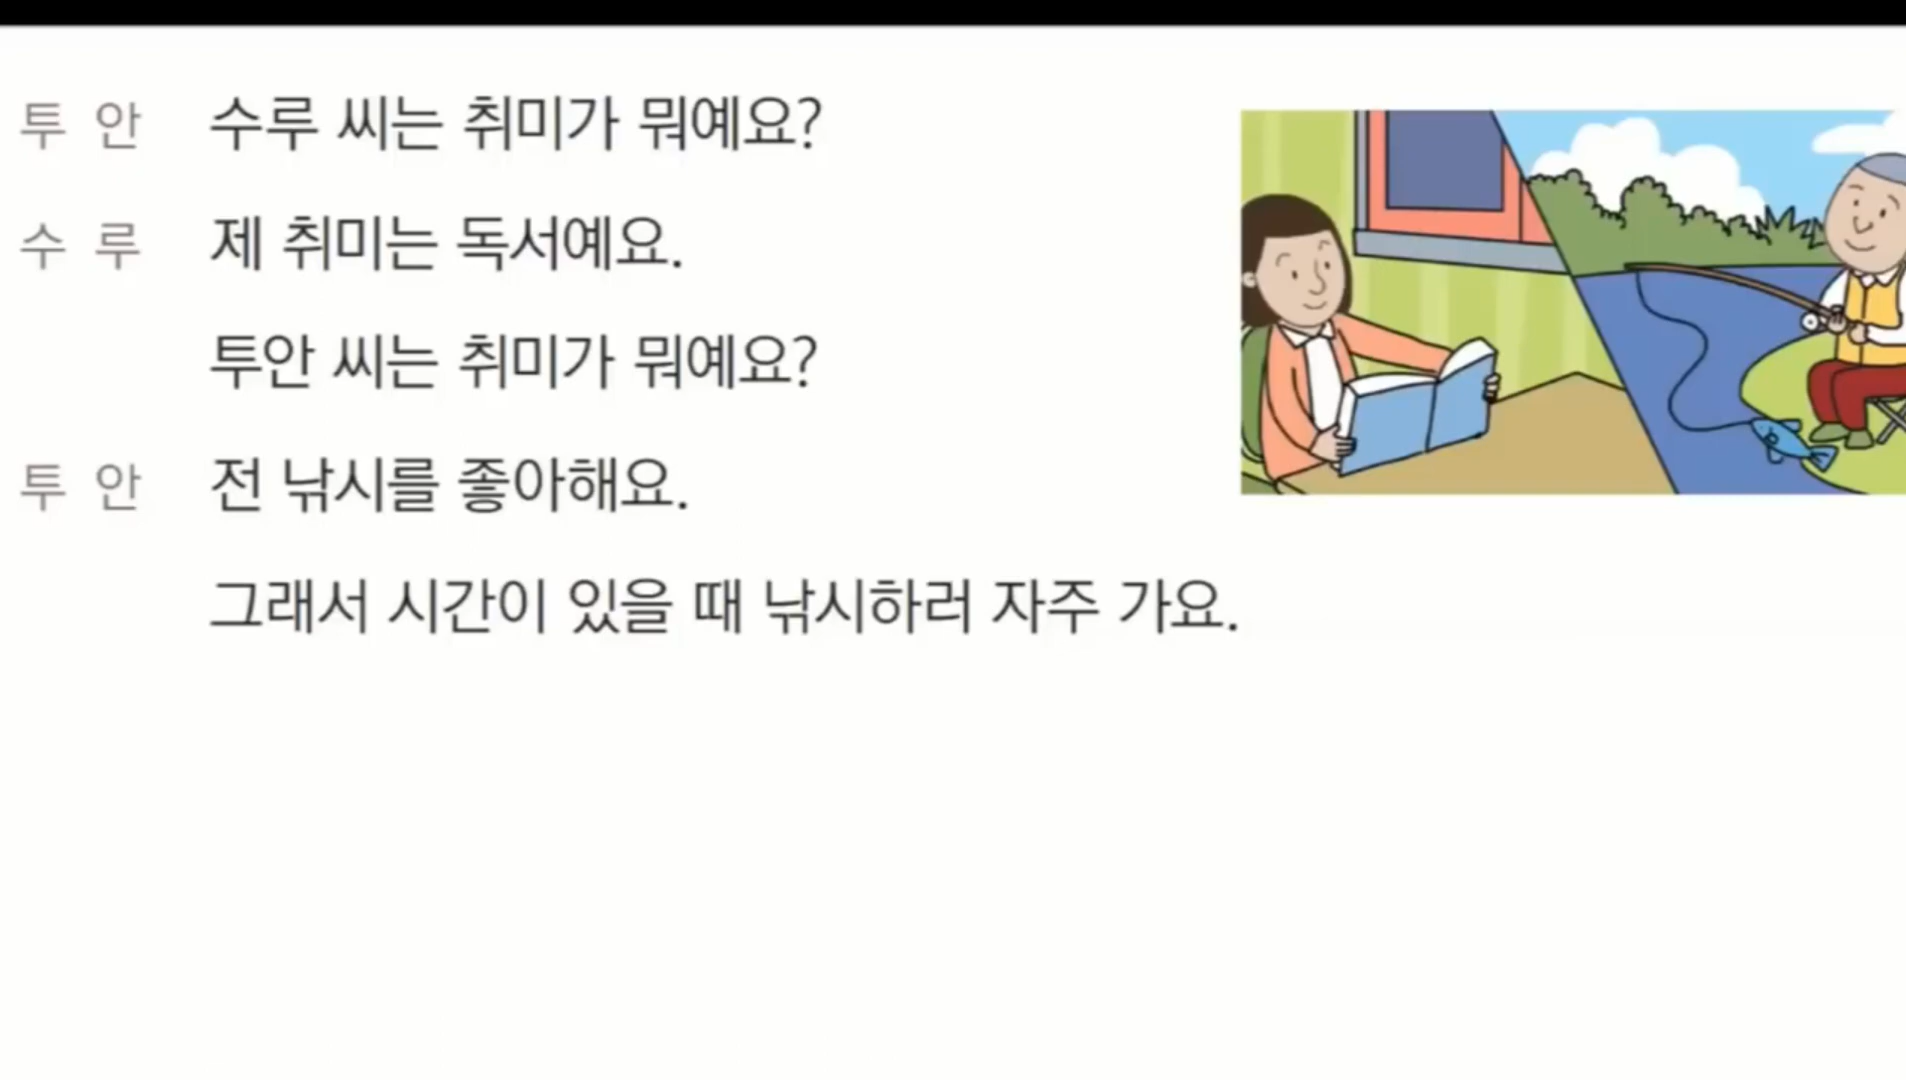 투 안 수루 씨는 취미가 뭐예요?
수 루 제 취미는 독서예요.
투안 씨는 취미가 뭐예요?
투 안 전 낚시를 좋아해요.
그래서 시간이 있을 때 낚시하러 자주 가요.